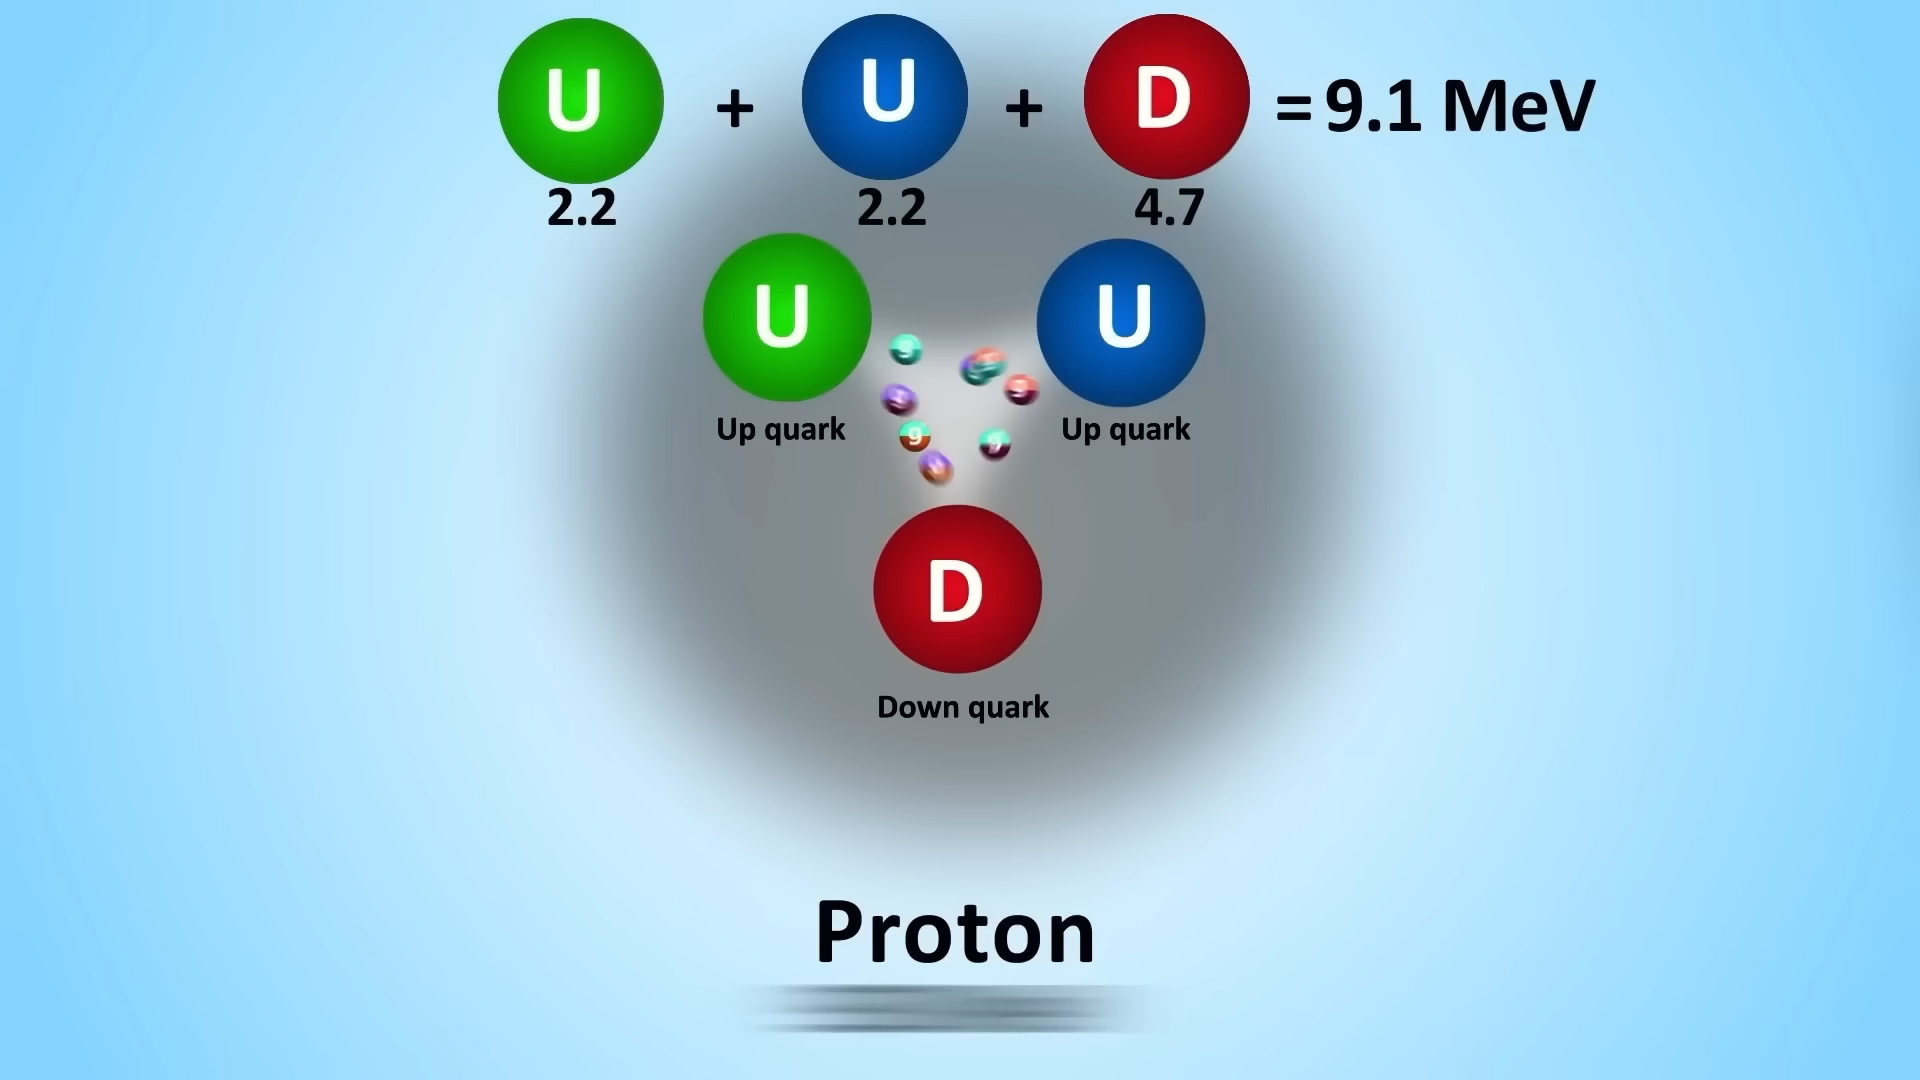 U + U + D = 9.1 MeV
2.2 2.2 4.7
U U
g
g
g
Up quark Up quark
D
Down quark
Proton